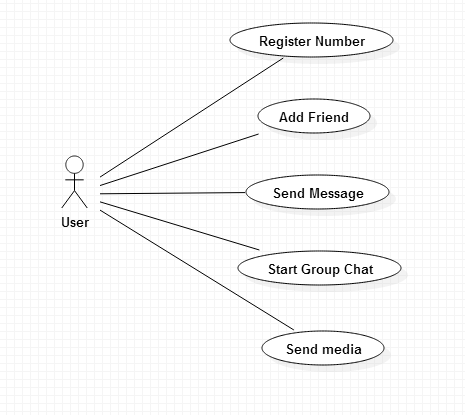 Register Number
Add Friend
Send Message
User
Start Group Chat
Send media